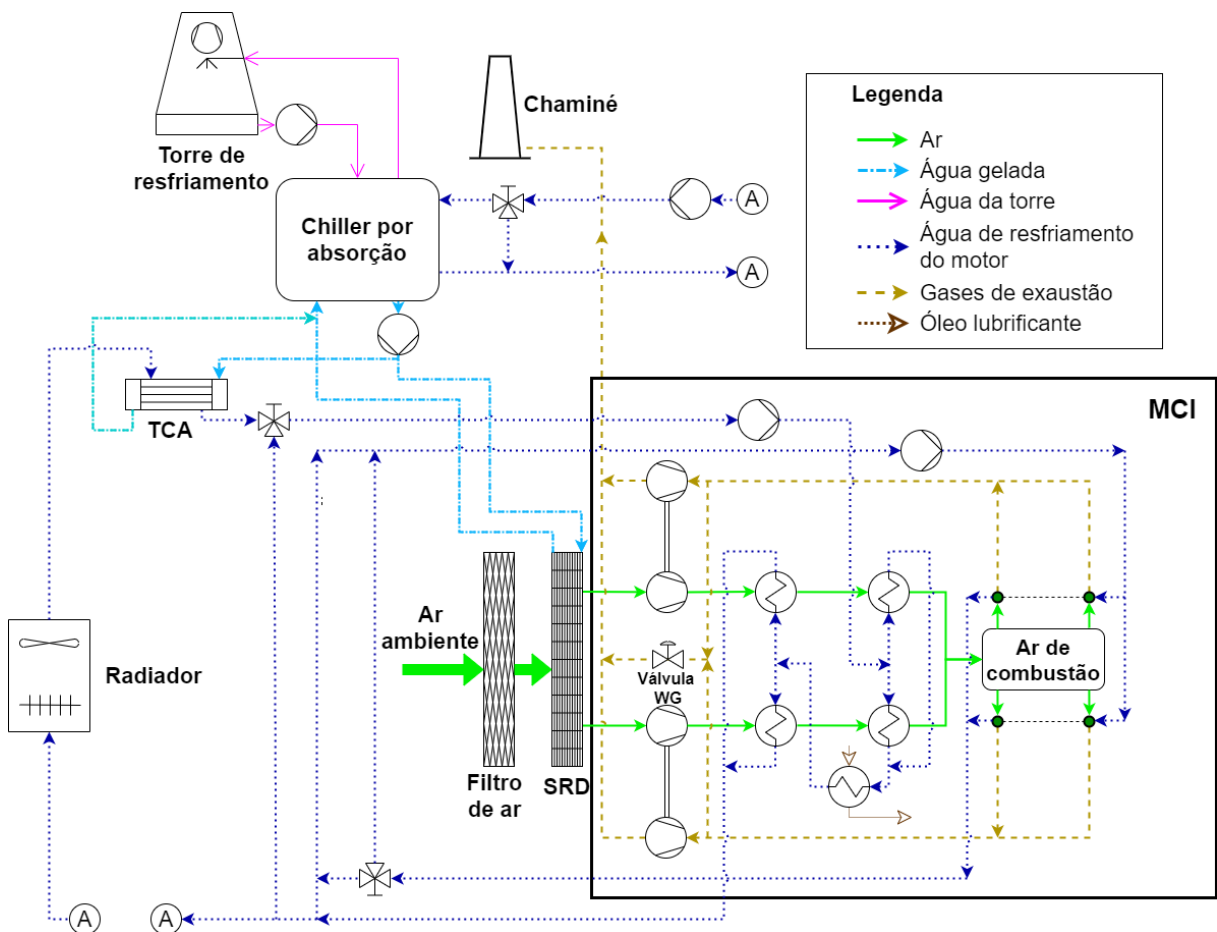 Chaminé
Torre de
resfriamento
Chiller por
absorção
A
A
Legenda
Ar
Água gelada
Água da torre
Água de resfriamento
do motor
Gases de exaustão
Óleo lubrificante
TCA
MCI
Radiador
Ar
ambiente
Filtro
de ar
SRD
Válvula
WG
Ar de
combustão
A
A